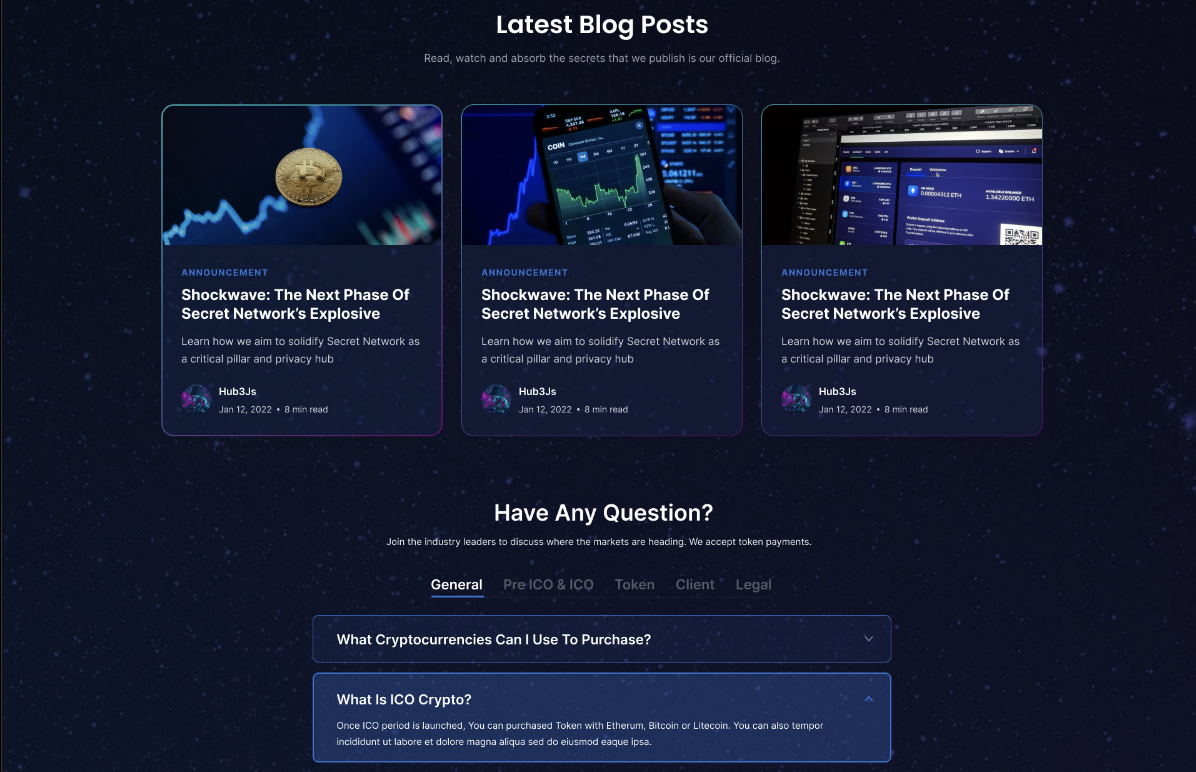 Latest Blog Posts
Read, watch and absorb the secrets that we publish is our official blog.
COIN
0.061211
Deposit
0.00004312 ETH
AVAILABLE BALANCE
1.34220000 ETH
ANNOUNCEMENT
Shockwave: The Next Phase Of
Secret Network’s Explosive
Learn how we aim to solidify Secret Network as
a critical pillar and privacy hub
Hub3Js
Jan 12, 2022 • 8 min read
ANNOUNCEMENT
Shockwave: The Next Phase Of
Secret Network’s Explosive
Learn how we aim to solidify Secret Network as
a critical pillar and privacy hub
Hub3Js
Jan 12, 2022 • 8 min read
ANNOUNCEMENT
Shockwave: The Next Phase Of
Secret Network’s Explosive
Learn how we aim to solidify Secret Network as
a critical pillar and privacy hub
Hub3Js
Jan 12, 2022 • 8 min read
Have Any Question?
Join the industry leaders to discuss where the markets are heading. We accept token payments.
General Pre ICO & ICO Token Client Legal
What Cryptocurrencies Can I Use To Purchase?
What Is ICO Crypto?
Once ICO period is launched, You can purchased Token with Etherum, Bitcoin or Litecoin. You can also tempor
incididunt ut labore et dolore magna aliqua sed do eiusmod eaque ipsa.